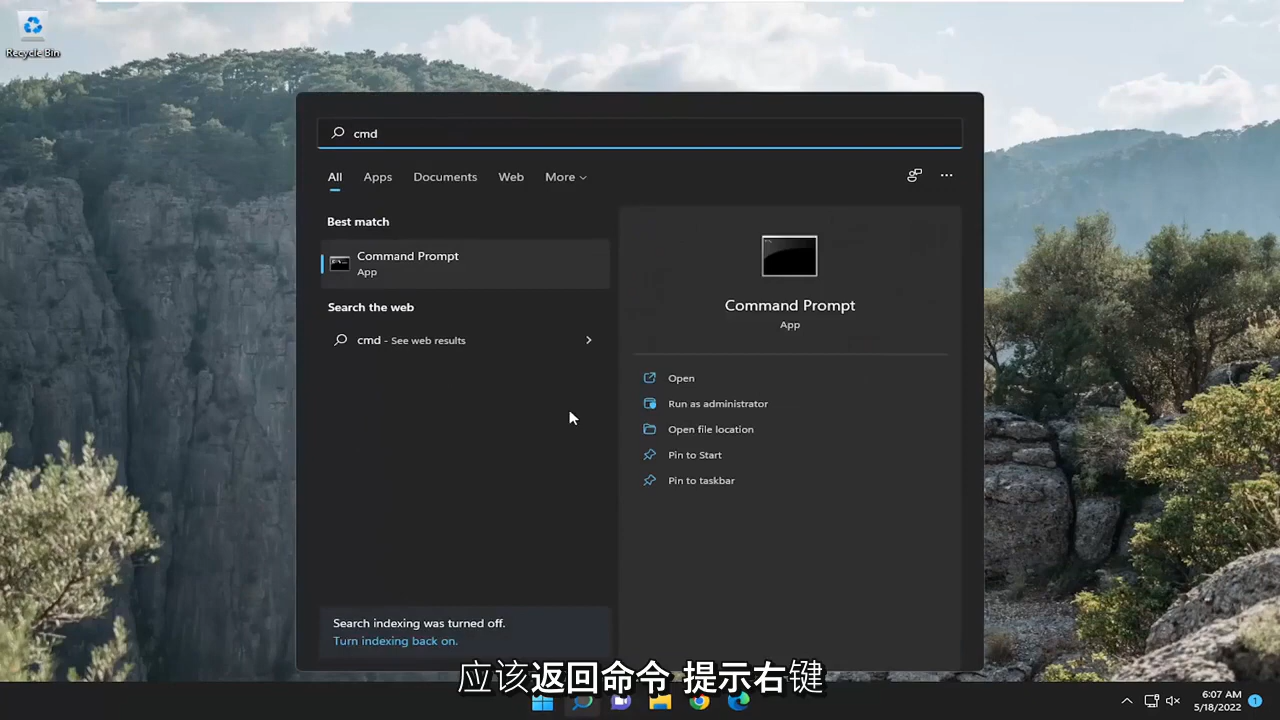 Recycle Bin
cmd
All Apps Documents Web More
Best match
Command Prompt
App
Search the web
cmd - See web results
Command Prompt
App
Open
Run as administrator
Open file location
Pin to Start
Pin to taskbar
Search indexing was turned off.
Turn indexing back on.
应该返回命令 提示右键
6:07 AM
5/18/2022
1